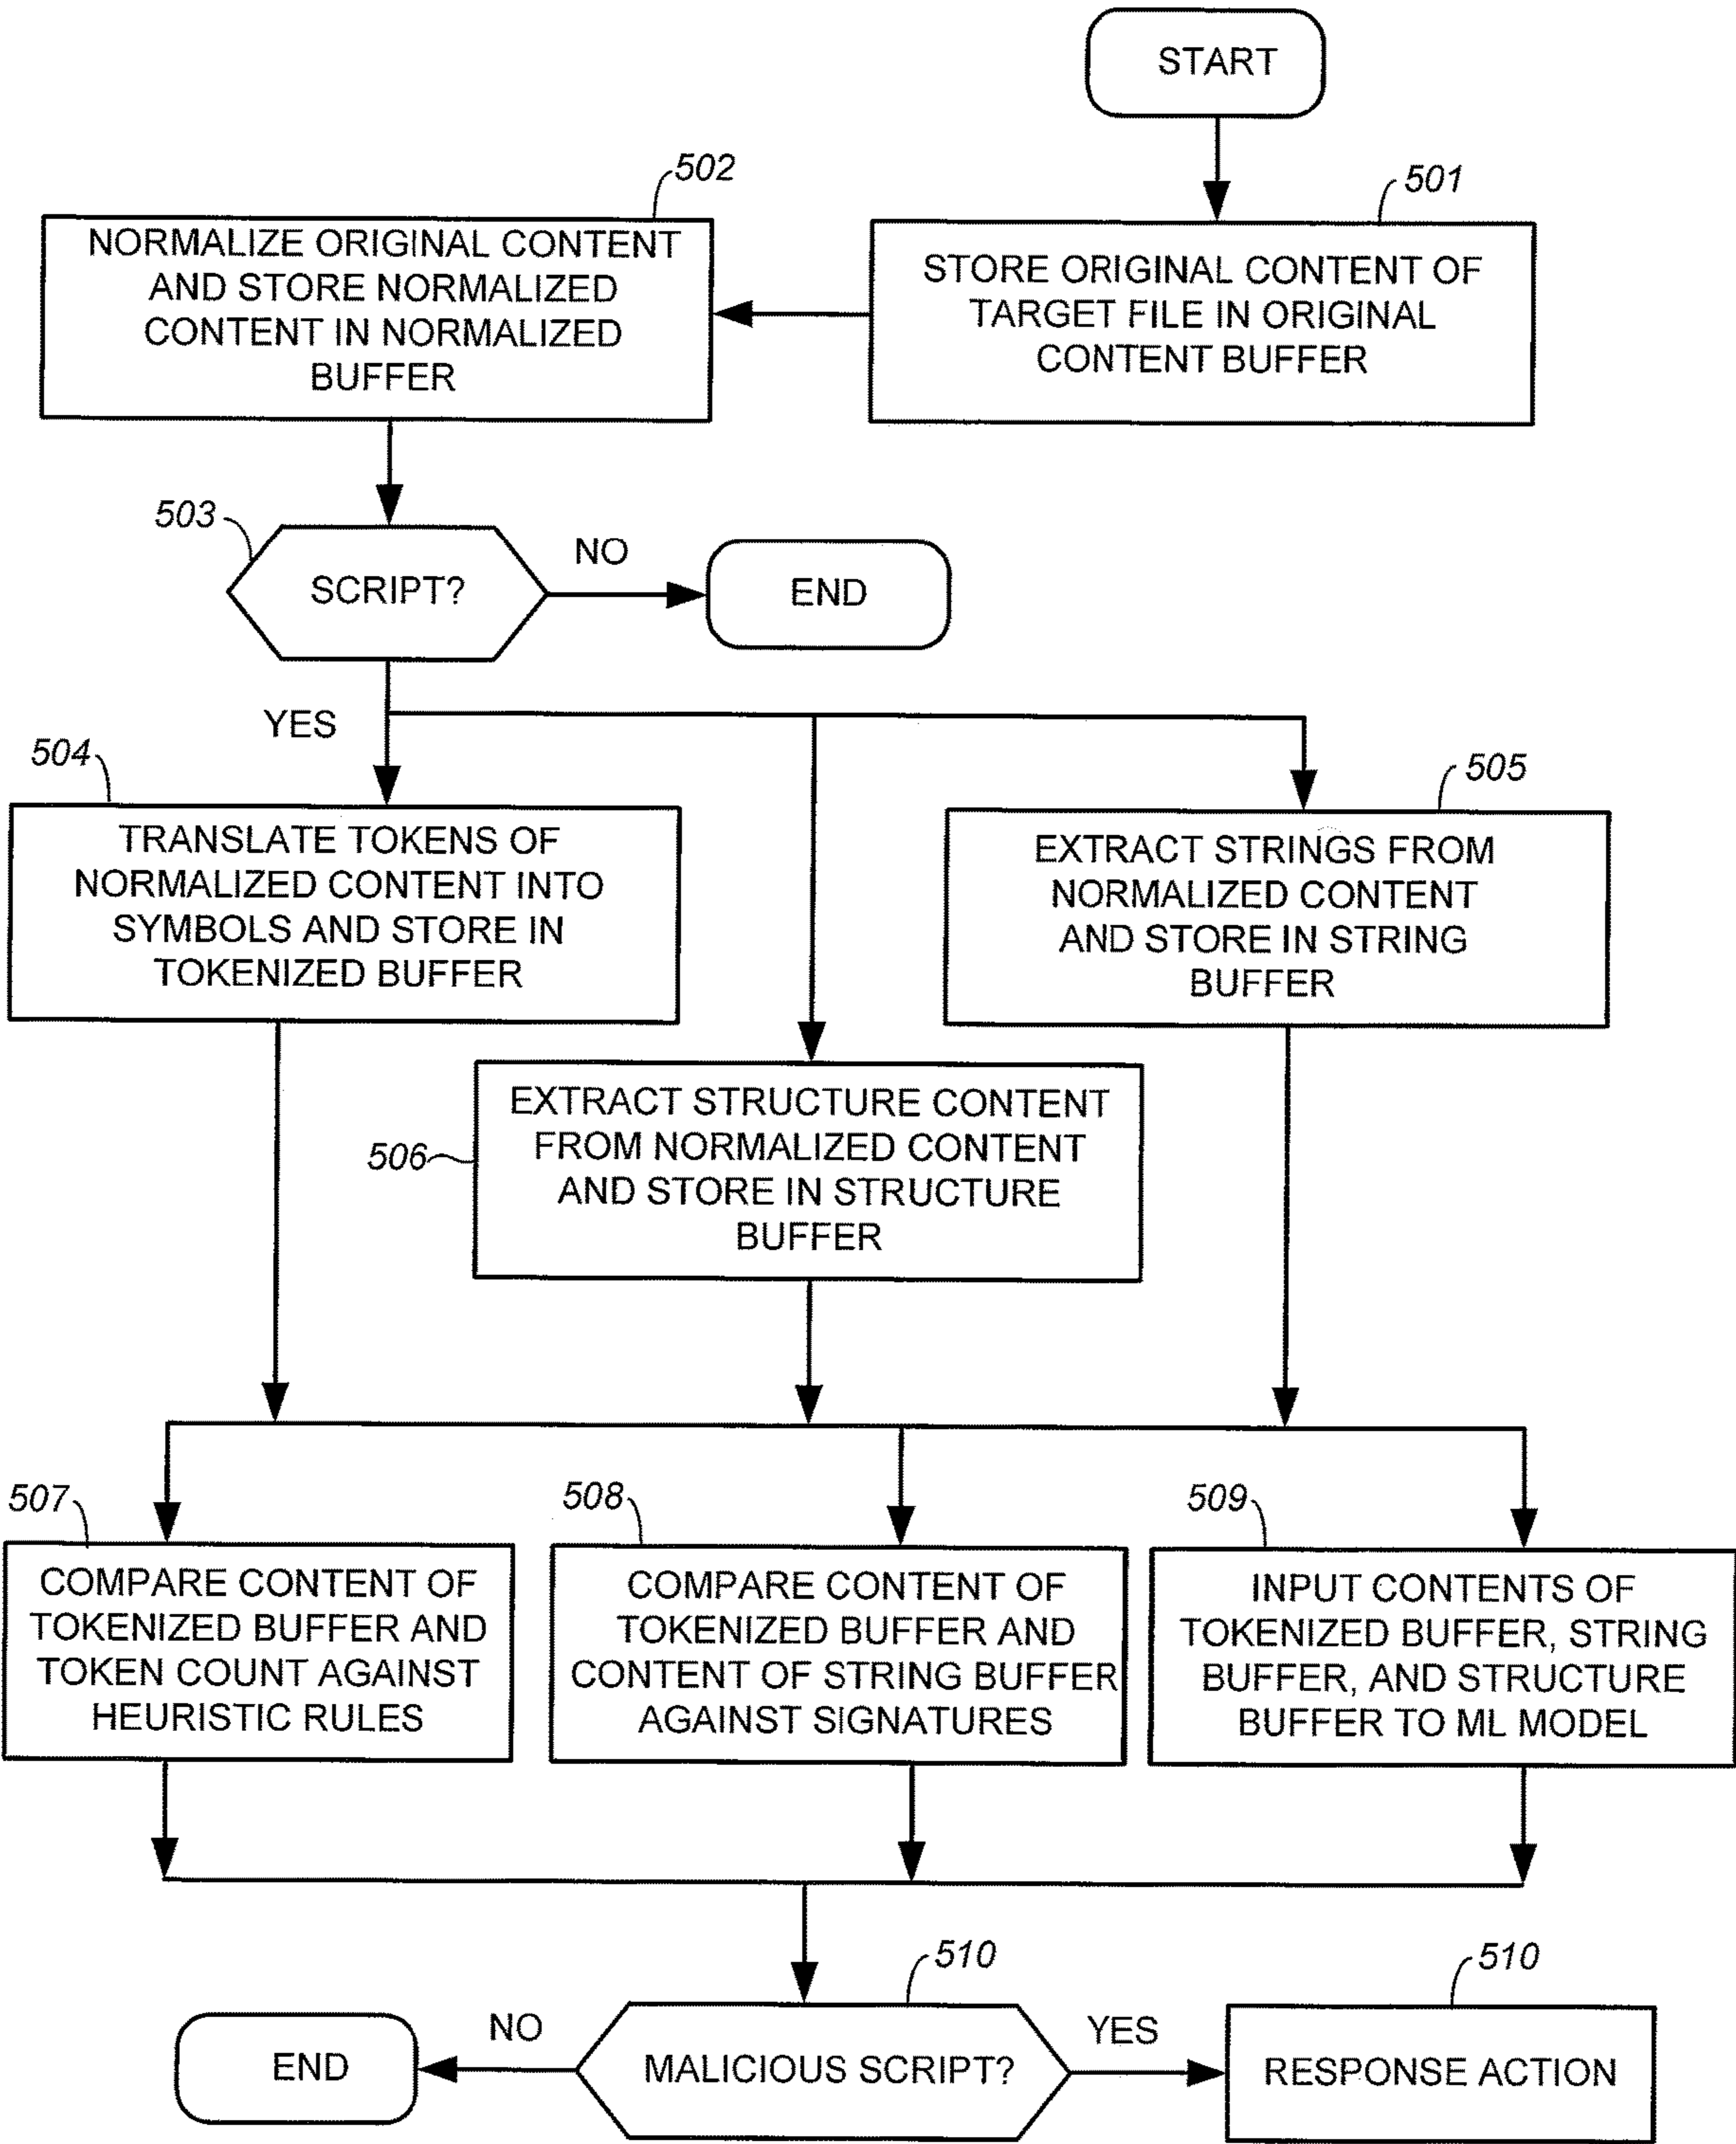 START
501
STORE ORIGINAL CONTENT OF
TARGET FILE IN ORIGINAL
CONTENT BUFFER
502
NORMALIZE ORIGINAL CONTENT
AND STORE NORMALIZED
CONTENT IN NORMALIZED
BUFFER
503
SCRIPT?
NO
END
YES
504
TRANSLATE TOKENS OF
NORMALIZED CONTENT INTO
SYMBOLS AND STORE IN
TOKENIZED BUFFER
505
EXTRACT STRINGS FROM
NORMALIZED CONTENT
AND STORE IN STRING
BUFFER
506
EXTRACT STRUCTURE CONTENT
FROM NORMALIZED CONTENT
AND STORE IN STRUCTURE
BUFFER
507
COMPARE CONTENT OF
TOKENIZED BUFFER AND
TOKEN COUNT AGAINST
HEURISTIC RULES
508
COMPARE CONTENT OF
TOKENIZED BUFFER AND
CONTENT OF STRING BUFFER
AGAINST SIGNATURES
509
INPUT CONTENTS OF
TOKENIZED BUFFER, STRING
BUFFER, AND STRUCTURE
BUFFER TO ML MODEL
510
MALICIOUS SCRIPT?
NO
END
YES
510
RESPONSE ACTION